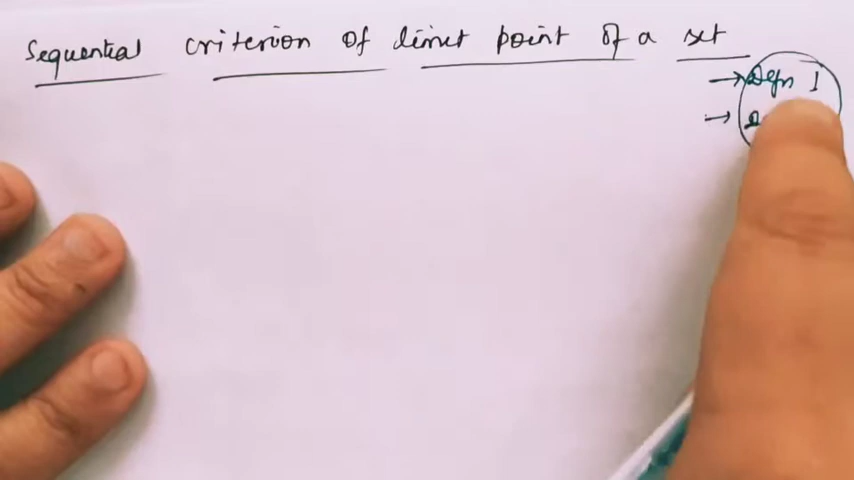 Sequential criterion of limit point of a set
→ Defn 1
→